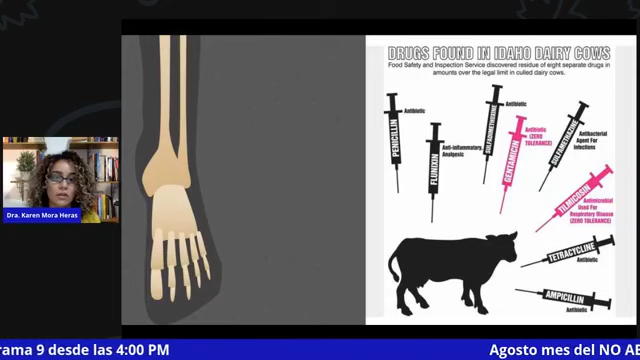 DRUGS FOUND IN IDAHO DAIRY COWS
Food Safety and Inspection Service discovered residue of eight separate drugs in
amounts over the legal limit in culled dairy cows.
PENICILLIN
Antibiotic
FLUNIXIN
Anti-inflammatory,
Analgesic
SULFADIMETHOXINE
Antibiotic
GENTAMICIN
Antibiotic
(ZERO
TOLERANCE)
SULFAMETHAZINE
Antibacterial
Agent For
Infections
TILMICOSIN
Antimicrobial
Used For
Respiratory Disease
(ZERO TOLERANCE)
TETRACYCLINE
Antibiotic
AMPICILLIN
Antibiotic
Dra. Karen Mora Heras
rama 9 desde las 4:00 PM
Agosto mes del NO AB